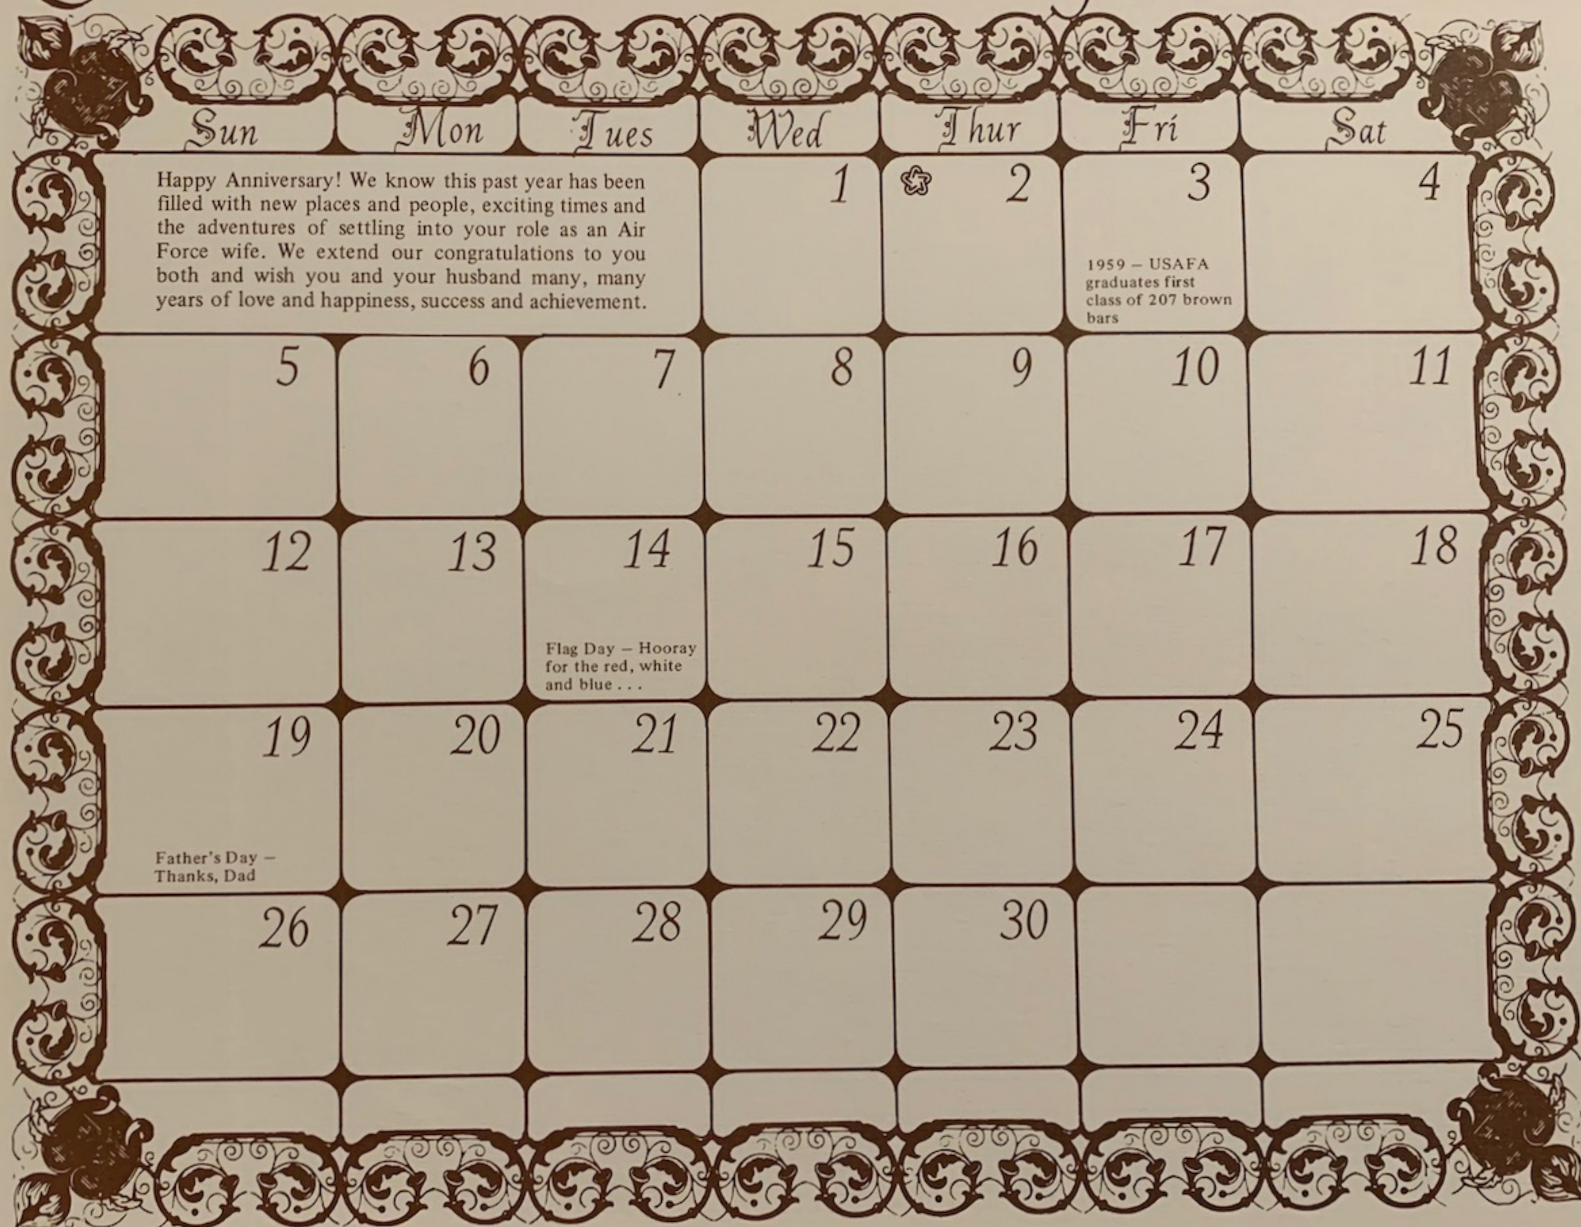 Sun Mon Tues Wed Thur Fri Sat
Happy Anniversary! We know this past year has been
filled with new places and people, exciting times and
the adventures of settling into your role as an Air
Force wife. We extend our congratulations to you
both and wish you and your husband many, many
years of love and happiness, success and achievement.
1 2 3 4
1959 – USAFA
graduates first
class of 207 brown
bars
5 6 7 8 9 10 11
12 13 14 15 16 17 18
Flag Day – Hooray
for the red, white
and blue . . .
19 20 21 22 23 24 25
Father's Day –
Thanks, Dad
26 27 28 29 30